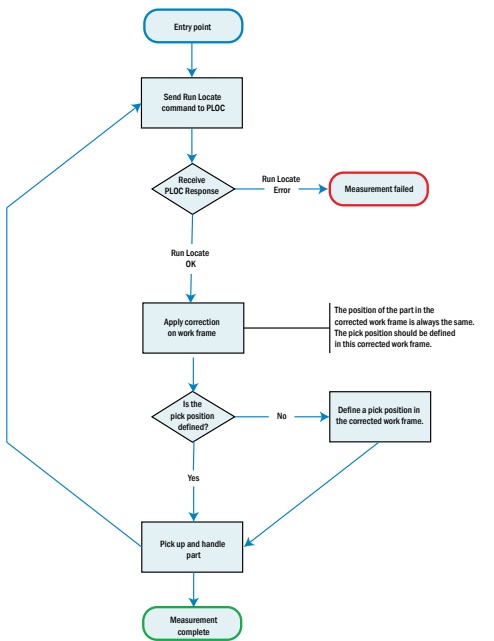 Entry point
Send Run Locate
command to PLOC
Receive
PLOC Response
Run Locate
Error
Measurement failed
Run Locate
OK
Apply correction
on work frame
The position of the part in the
corrected work frame is always the same.
The pick position should be defined
in this corrected work frame.
Is the
pick position
defined?
No
Define a pick position in
the corrected work frame.
Yes
Pick up and handle
part
Measurement
complete